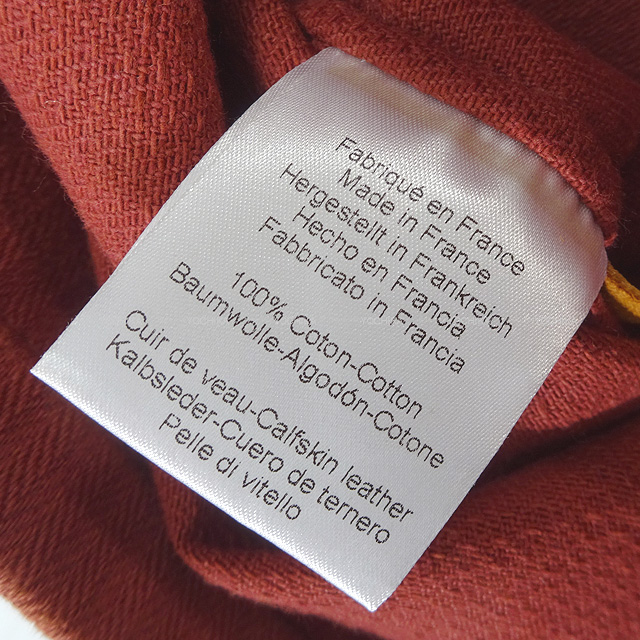 Fabriqué en France
Made in France
Hergestellt in Frankreich
Hecho en Francia
Fabbricato in Francia
100% Coton-Cotton
Baumwolle-Algodón-Cotone
Cuir de veau-Calfskin leather
Kalbsleder-Cuero de ternero
Pelle di vitello